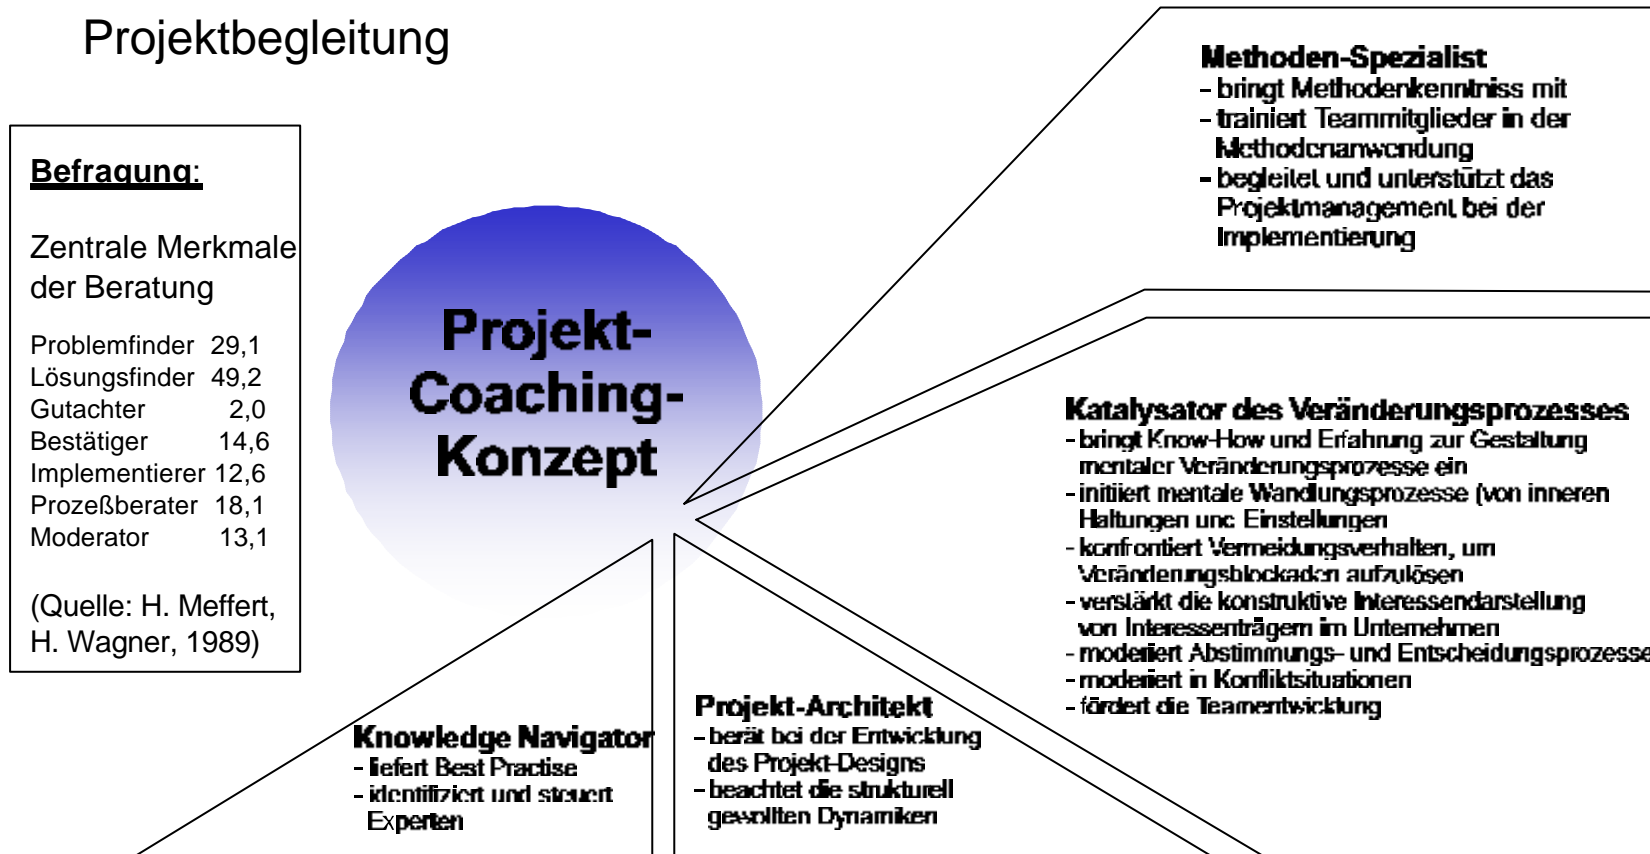 Projektbegleitung
Befragung:
Zentrale Merkmale
der Beratung
Problemfinder 29,1
Lösungsfinder 49,2
Gutachter 2,0
Bestätiger 14,6
Implementierer 12,6
Prozeßberater 18,1
Moderator 13,1
(Quelle: H. Meffert,
H. Wagner, 1989)
Projekt-
Coaching-
Konzept
Methoden-Spezialist
- bringt Methodenkenntniss mit
- trainiert Teammitglieder in der
Methodenanwendung
- begleitet und unterstützt das
Projektmanagement bei der
Implementierung
Katalysator des Veränderungsprozesses
- bringt Know-How und Erfahrung zur Gestaltung
mentaler Veränderungsprozesse ein
- initiiert mentale Wandlungsprozesse (von inneren
Haltungen und Einstellungen
- konfrontiert Vermeidungsverhalten, um
Veränderungsblockaden aufzulösen
- verstärkt die konstruktive Interessendarstellung
von Interessenträgern im Unternehmen
- moderiert Abstimmungs- und Entscheidungsprozesse
- moderiert in Konfliktsituationen
- fördert die Teamentwicklung
Projekt-Architekt
- berät bei der Entwicklung
des Projekt-Designs
- beachtet die strukturell
gewollten Dynamiken
Knowledge Navigator
- liefert Best Practise
- identifiziert und steuert
Experten